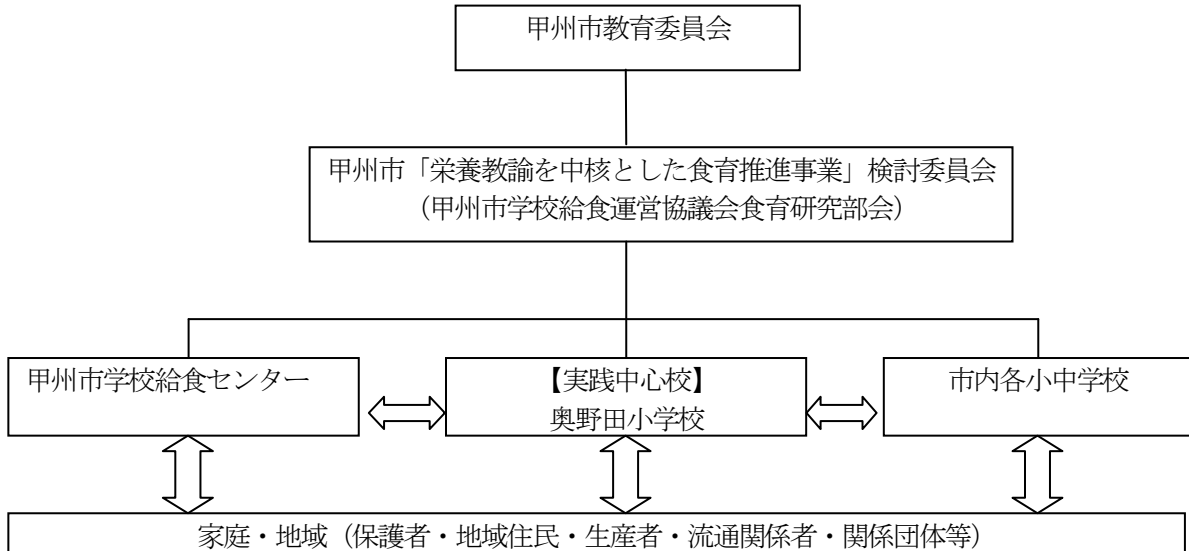 甲州市教育委員会
甲州市「栄養教諭を中核とした食育推進事業」検討委員会
（甲州市学校給食運営協議会食育研究部会）
甲州市学校給食センター
【実践中心校】
奥野田小学校
市内各小中学校
家庭・地域（保護者・地域住民・生産者・流通関係者・関係団体等）